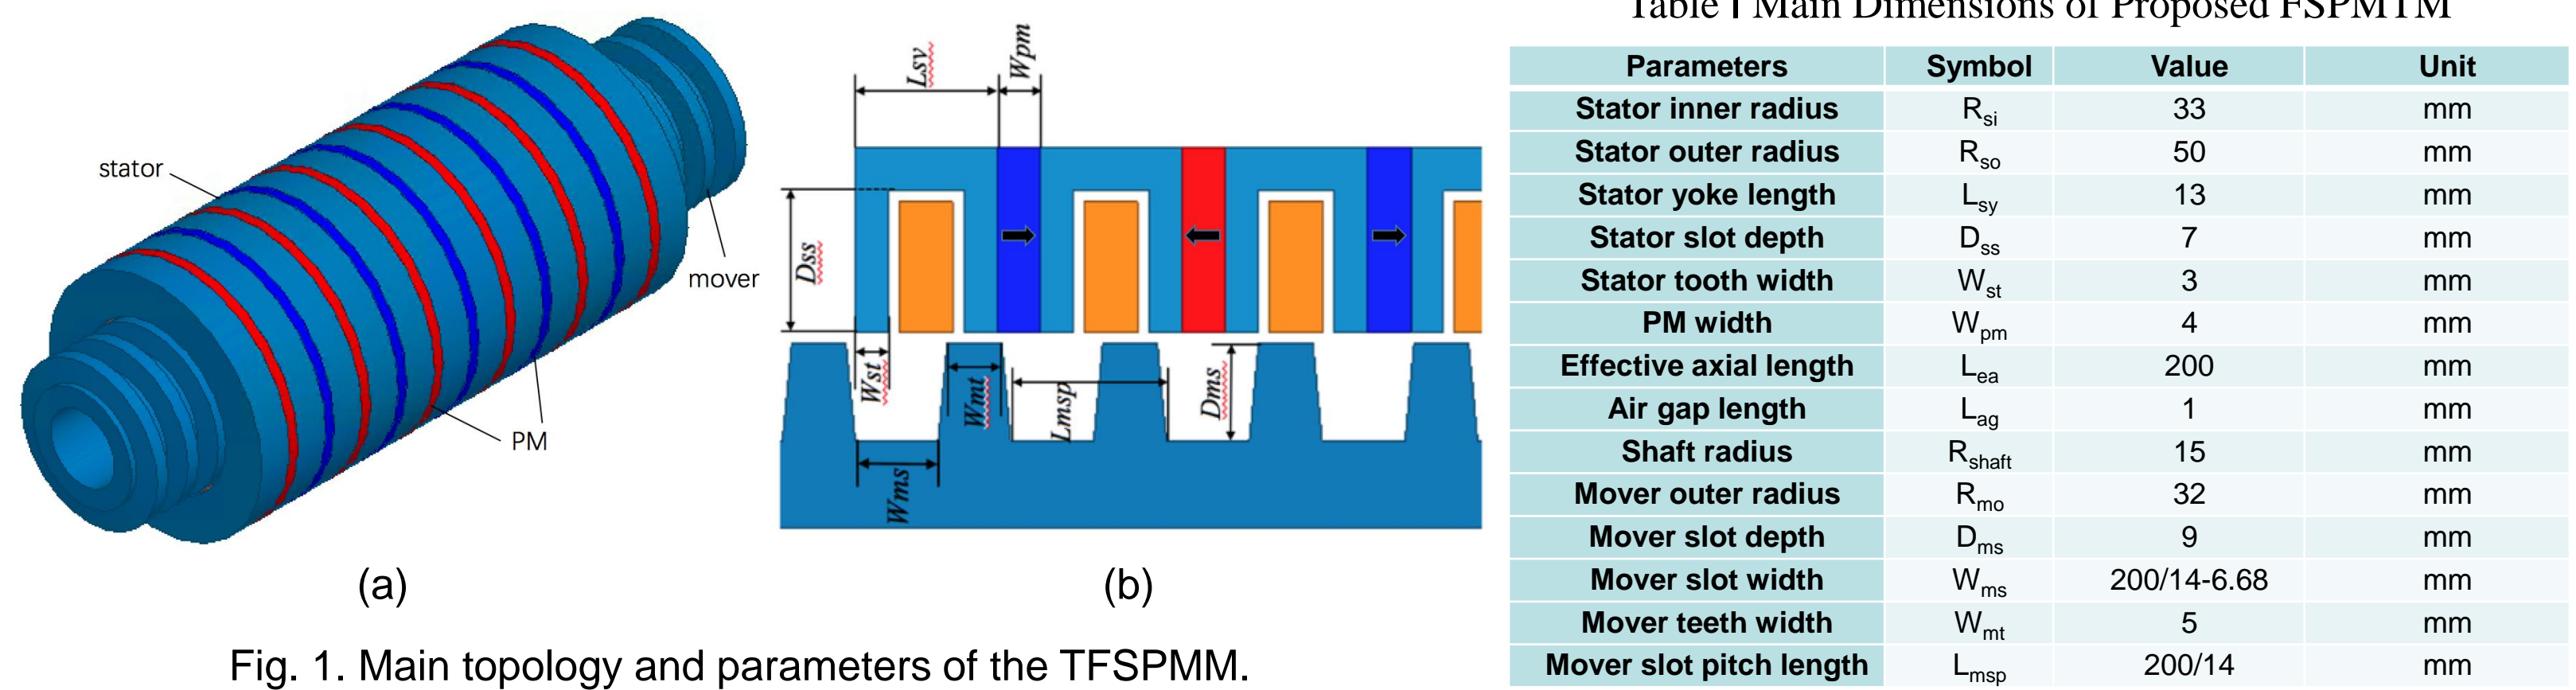 stator
mover
PM
(a)
Lsy
Wpm
Dss
Wst
Wmt
Lmsp
Dms
Wms
(b)
Fig. 1. Main topology and parameters of the TFSPMM.
Table I Main Dimensions of Proposed FSPMTM
Parameters Symbol Value Unit
Stator inner radius Rsi 33 mm
Stator outer radius Rso 50 mm
Stator yoke length Lsy 13 mm
Stator slot depth Dss 7 mm
Stator tooth width Wst 3 mm
PM width Wpm 4 mm
Effective axial length Lea 200 mm
Air gap length Lag 1 mm
Shaft radius Rshaft 15 mm
Mover outer radius Rmo 32 mm
Mover slot depth Dms 9 mm
Mover slot width Wms 200/14-6.68 mm
Mover teeth width Wmt 5 mm
Mover slot pitch length Lmsp 200/14 mm